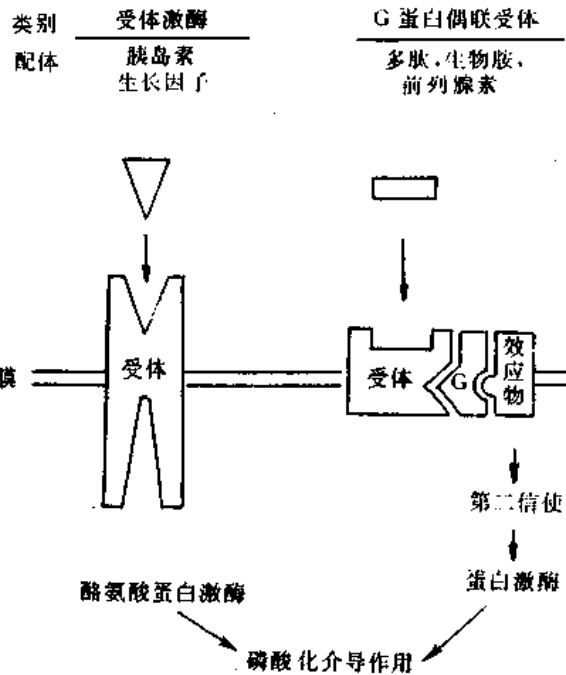 类别 受体激酶 G 蛋白偶联受体
配体 胰岛素 多肽、生物胺、
生长因子 前列腺素
膜 受体 受体 G 效应物
第二信使
酪氨酸蛋白激酶 蛋白激酶
磷酸化介导作用